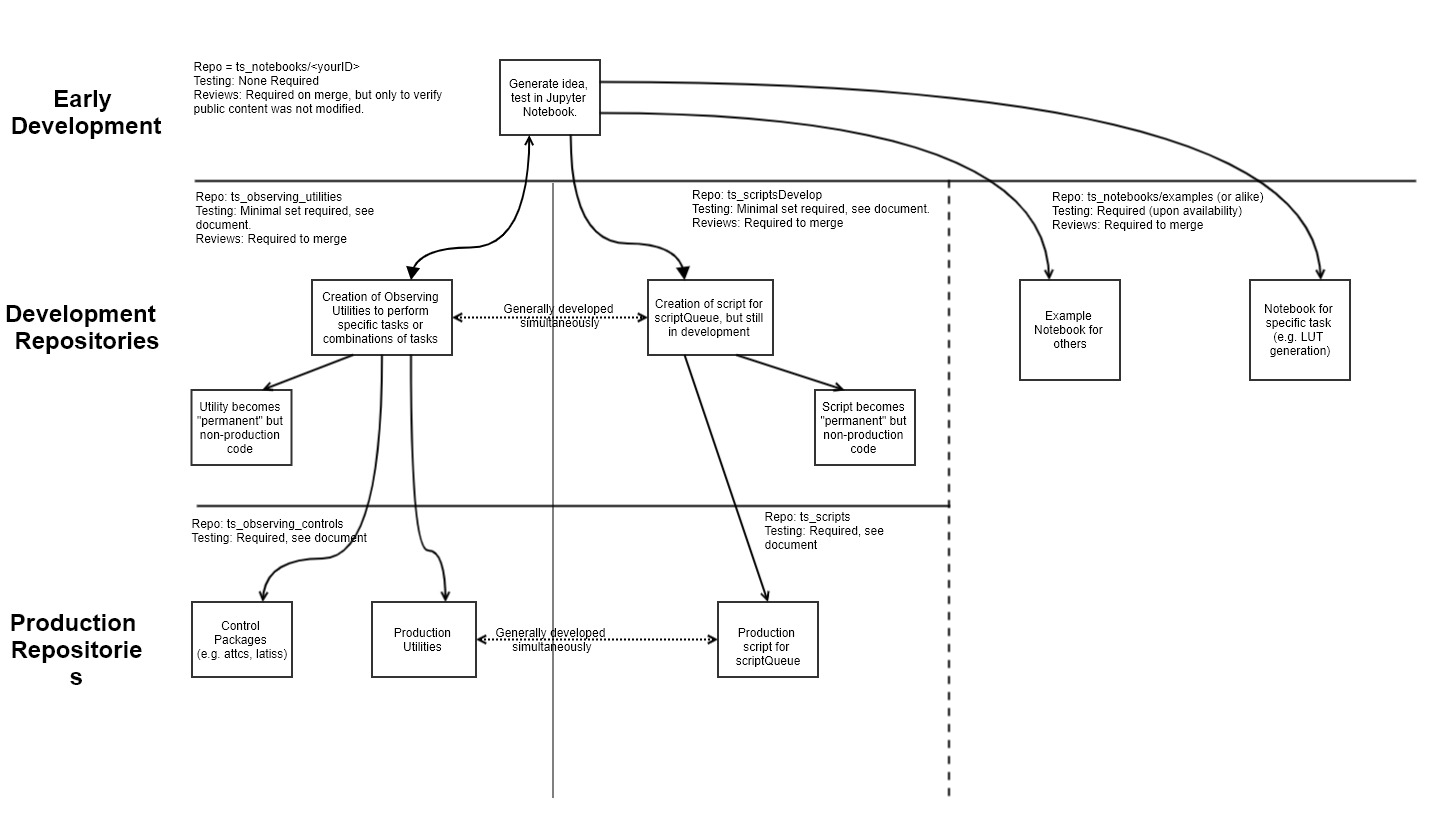 Early
Development
Repo = ts_notebooks/<yourID>
Testing: None Required
Reviews: Required on merge, but only to verify
public content was not modified.
Generate idea,
test in Jupyter
Notebook.
Repo: ts_observing_utilities
Testing: Minimal set required, see
document.
Reviews: Required to merge
Repo: ts_scriptsDevelop
Testing: Minimal set required, see document.
Reviews: Required to merge
Repo: ts_notebooks/examples (or alike)
Testing: Required (upon availability)
Reviews: Required to merge
Development
Repositories
Creation of Observing
Utilities to perform
specific tasks or
combinations of tasks
Generally developed
simultaneously
Creation of script for
scriptQueue, but still
in development
Example
Notebook for
others
Notebook for
specific task
(e.g. LUT
generation)
Utility becomes
"permanent" but
non-production
code
Script becomes
"permanent" but
non-production
code
Repo: ts_observing_controls
Testing: Required, see document
Repo: ts_scripts
Testing: Required, see
document
Production
Repositorie
s
Control
Packages
(e.g. attcs, latiss)
Production
Utilities
Generally developed
simultaneously
Production
script for
scriptQueue